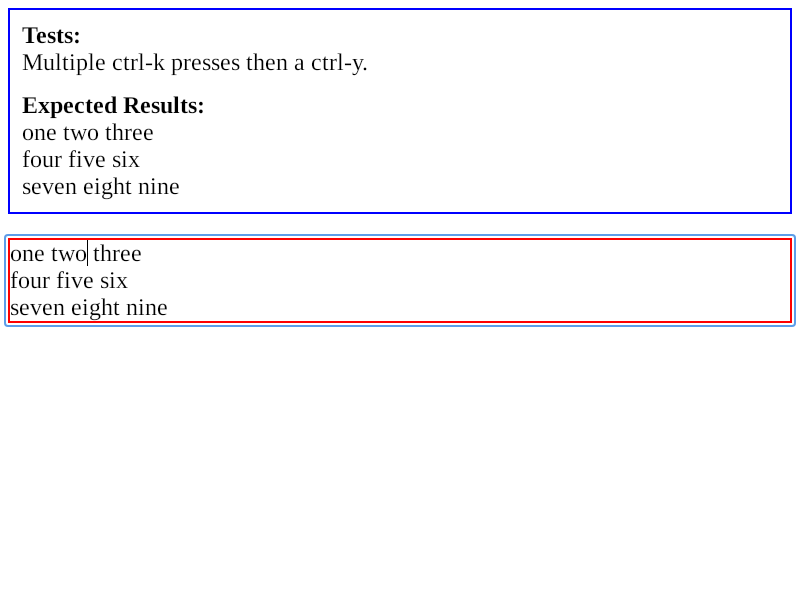 Tests:
Multiple ctrl-k presses then a ctrl-y.
Expected Results:
one two three
four five six
seven eight nine
one two three
four five six
seven eight nine